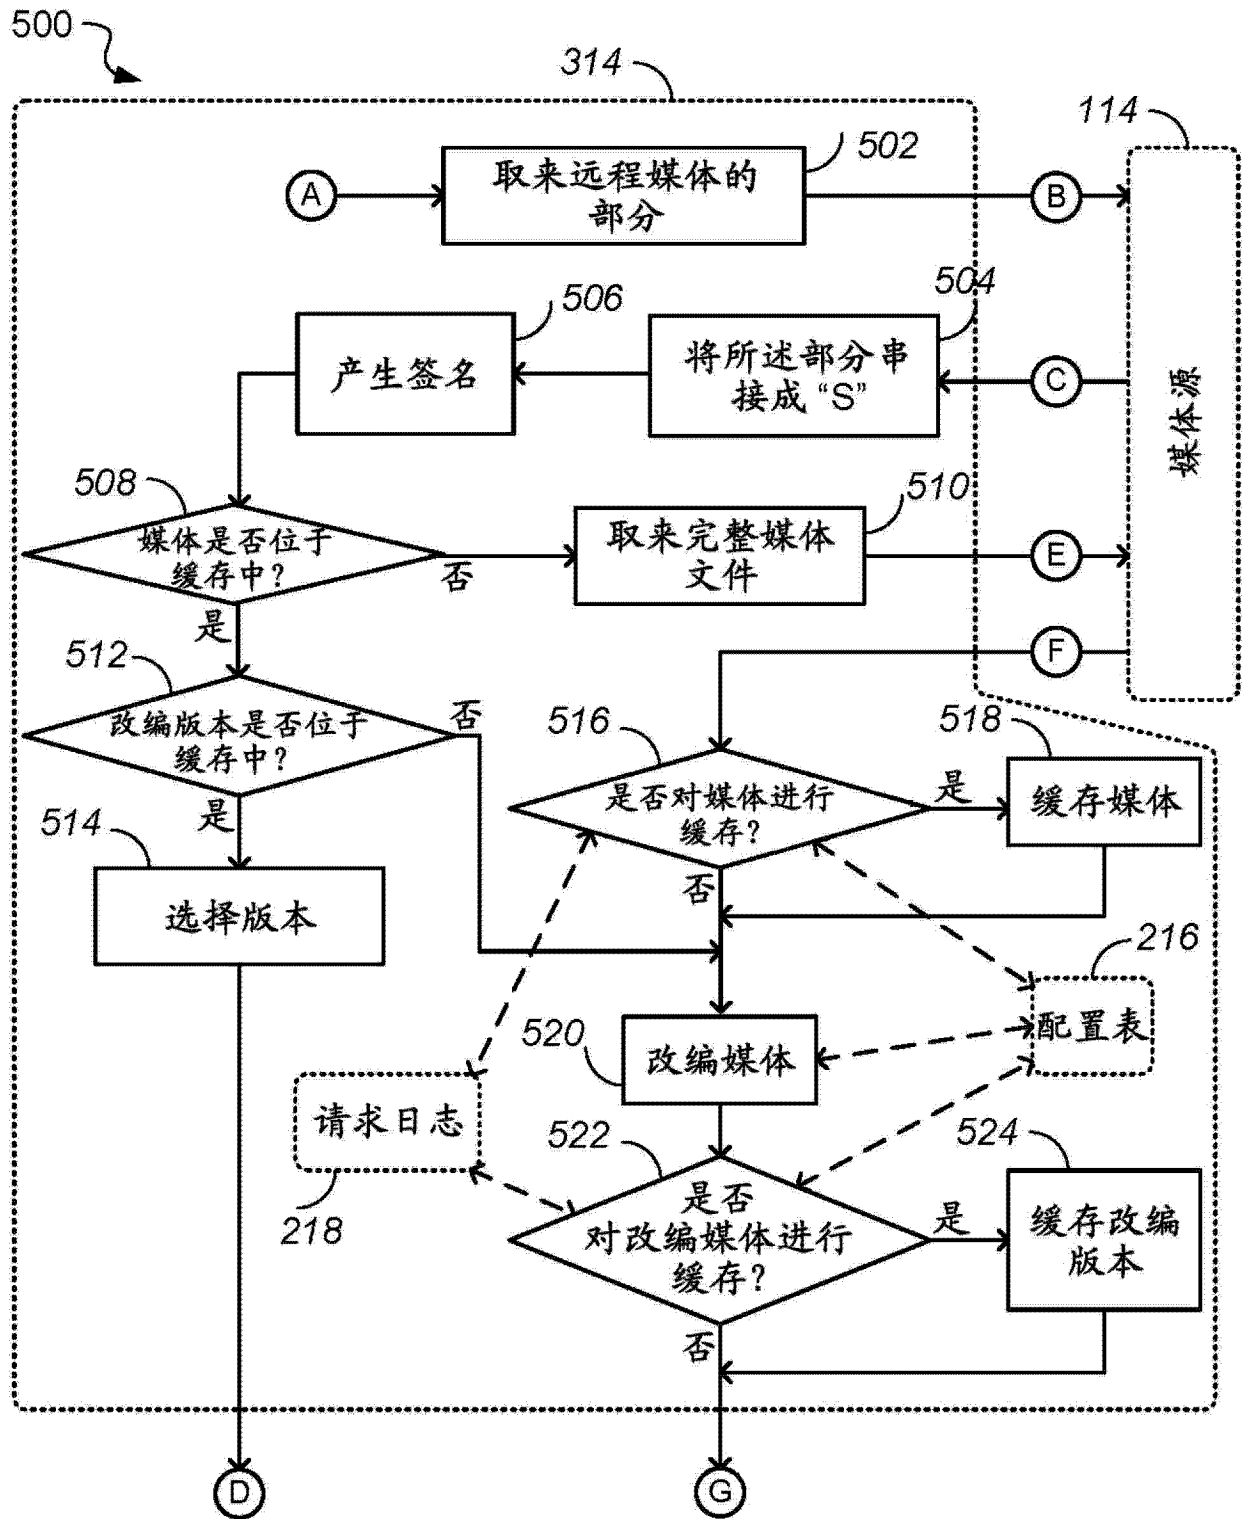 500
314
114
502
A
取来远程媒体的
部分
B
504
506
产生签名
将所述部分串
接成 “S”
C
媒体源
508
510
媒体是否位于
缓存中？
否
取来完整媒体
文件
E
是
F
512
改编版本是否位于
缓存中？
否
516
518
是否对媒体进行
缓存？
是
缓存媒体
514
是
否
选择版本
216
配置表
520
改编媒体
请求日志
218
522
524
是否
对改编媒体进行
缓存？
是
缓存改编
版本
否
D
G